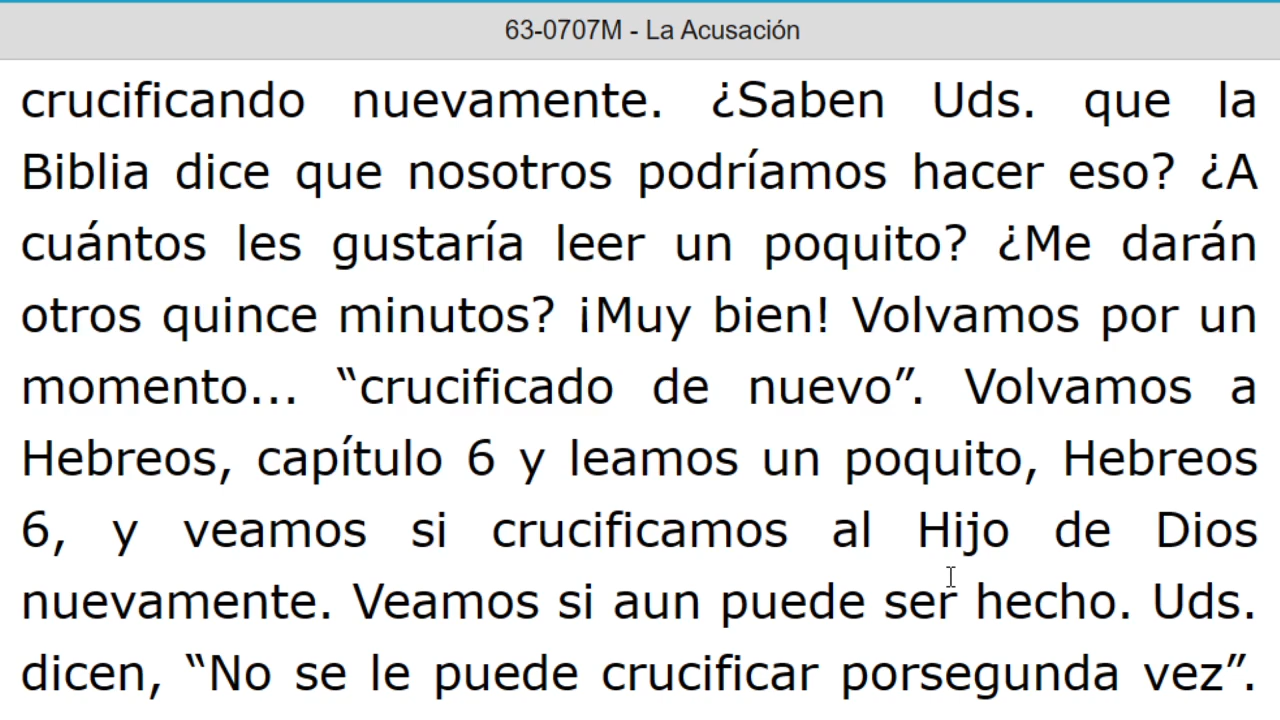 63-0707M - La Acusación
crucificando nuevamente. ¿Saben Uds. que la
Biblia dice que nosotros podríamos hacer eso? ¿A
cuántos les gustaría leer un poquito? ¿Me darán
otros quince minutos? ¡Muy bien! Volvamos por un
momento... “crucificado de nuevo”. Volvamos a
Hebreos, capítulo 6 y leamos un poquito, Hebreos
6, y veamos si crucificamos al Hijo de Dios
nuevamente. Veamos si aun puede ser hecho. Uds.
dicen, “No se le puede crucificar porsegunda vez”.